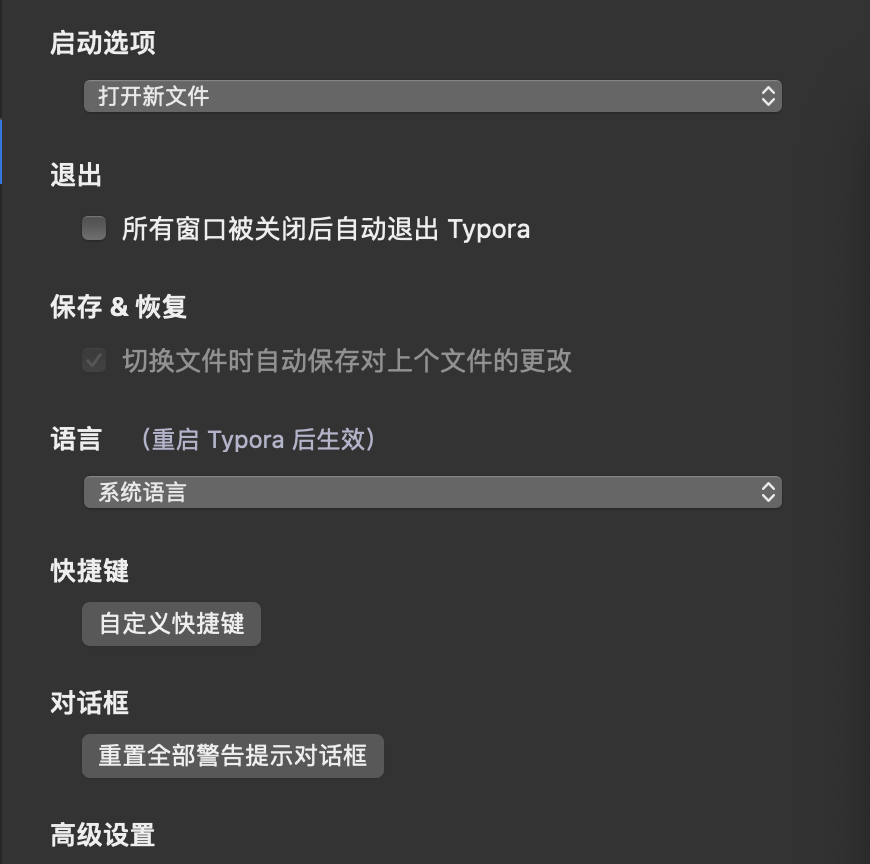 启动选项
打开新文件
退出
所有窗口被关闭后自动退出 Typora
保存 & 恢复
切换文件时自动保存对上个文件的更改
语言 （重启 Typora 后生效）
系统语言
快捷键
自定义快捷键
对话框
重置全部警告提示对话框
高级设置